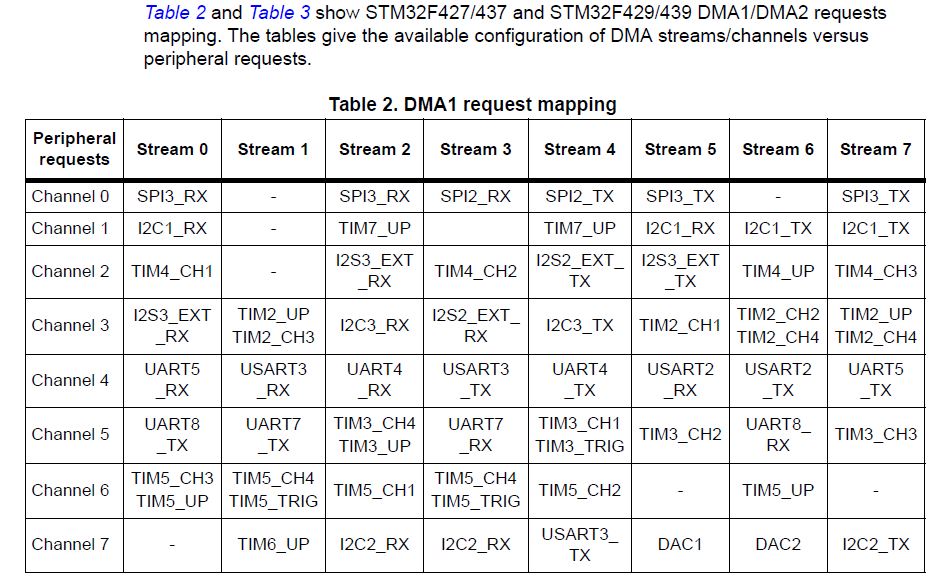 Table 2 and Table 3 show STM32F427/437 and STM32F429/439 DMA1/DMA2 requests
mapping. The tables give the available configuration of DMA streams/channels versus
peripheral requests.
Table 2. DMA1 request mapping
Peripheral requests | Stream 0 | Stream 1 | Stream 2 | Stream 3 | Stream 4 | Stream 5 | Stream 6 | Stream 7
Channel 0 | SPI3_RX | - | SPI3_RX | SPI2_RX | SPI2_TX | SPI3_TX | - | SPI3_TX
Channel 1 | I2C1_RX | - | TIM7_UP | | TIM7_UP | I2C1_RX | I2C1_TX | I2C1_TX
Channel 2 | TIM4_CH1 | - | I2S3_EXT_RX | TIM4_CH2 | I2S2_EXT_TX | I2S3_EXT_TX | TIM4_UP | TIM4_CH3
Channel 3 | I2S3_EXT_RX | TIM2_UP TIM2_CH3 | I2C3_RX | I2S2_EXT_RX | I2C3_TX | TIM2_CH1 | TIM2_CH2 TIM2_CH4 | TIM2_UP TIM2_CH4
Channel 4 | UART5_RX | USART3_RX | UART4_RX | USART3_TX | UART4_TX | USART2_RX | USART2_TX | UART5_TX
Channel 5 | UART8_TX | UART7_TX | TIM3_CH4 TIM3_UP | UART7_RX | TIM3_CH1 TIM3_TRIG | TIM3_CH2 | UART8_RX | TIM3_CH3
Channel 6 | TIM5_CH3 TIM5_UP | TIM5_CH4 TIM5_TRIG | TIM5_CH1 | TIM5_CH4 TIM5_TRIG | TIM5_CH2 | - | TIM5_UP | -
Channel 7 | - | TIM6_UP | I2C2_RX | I2C2_RX | USART3_TX | DAC1 | DAC2 | I2C2_TX